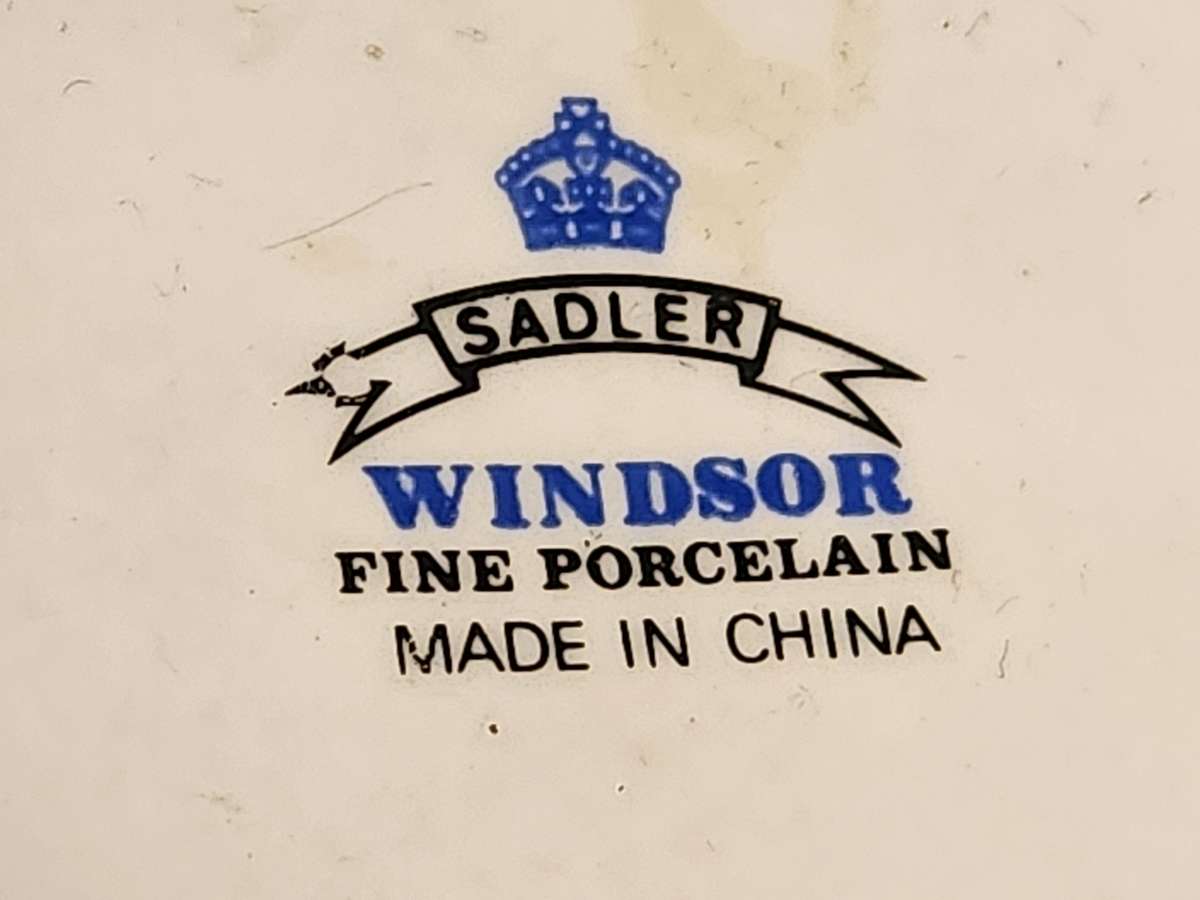 SADLER
WINDSOR
FINE PORCELAIN
MADE IN CHINA